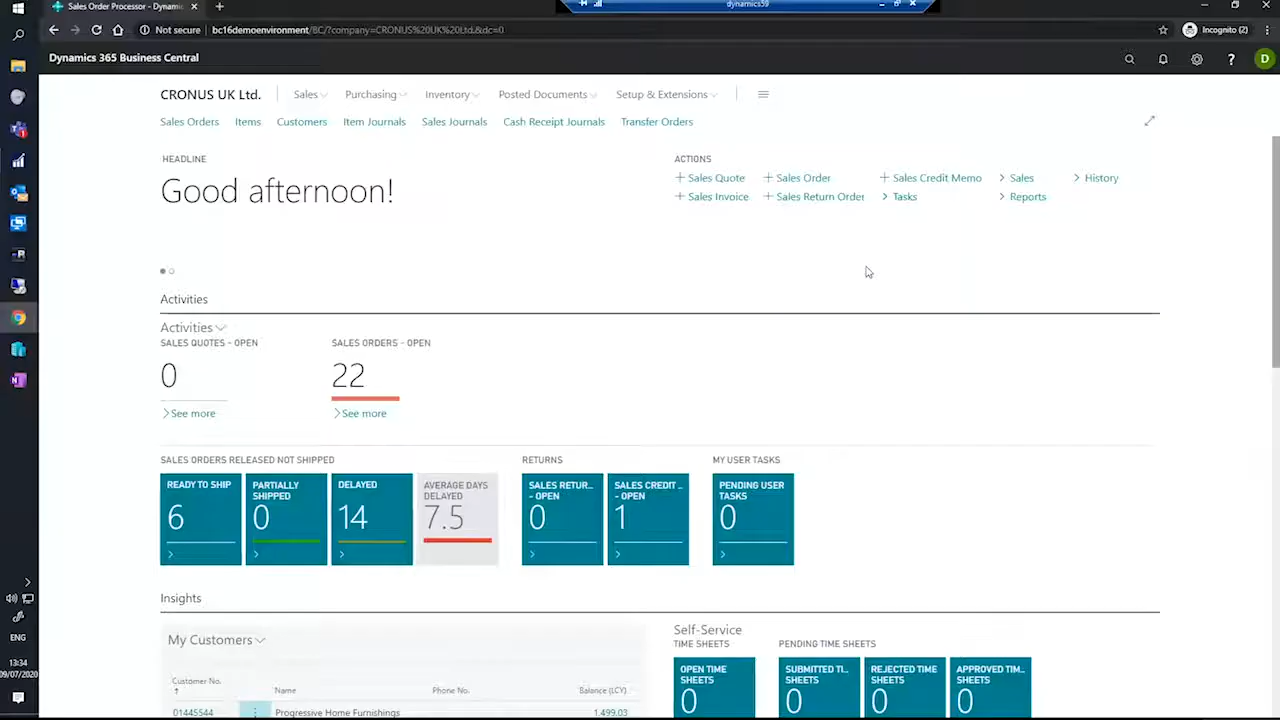 Sales Order Processor - Dynamic
dynamics59
Not secure
bc16demoenvironment/BC/?company=CRONUS%20UK%20Ltd.&dc=0
Incognito (2)
Dynamics 365 Business Central
D
CRONUS UK Ltd.
Sales
Purchasing
Inventory
Posted Documents
Setup & Extensions
Sales Orders
Items
Customers
Item Journals
Sales Journals
Cash Receipt Journals
Transfer Orders
HEADLINE
Good afternoon!
ACTIONS
Sales Quote
Sales Order
Sales Credit Memo
Sales
History
Sales Invoice
Sales Return Order
Tasks
Reports
Activities
Activities
SALES QUOTES - OPEN
SALES ORDERS - OPEN
0
22
See more
See more
SALES ORDERS RELEASED NOT SHIPPED
RETURNS
MY USER TASKS
READY TO SHIP
6
PARTIALLY
SHIPPED
0
DELAYED
14
AVERAGE DAYS
DELAYED
7.5
SALES RETUR...
- OPEN
0
SALES CREDIT ...
- OPEN
1
PENDING USER
TASKS
0
Insights
My Customers
Customer No.
Name
Phone No.
Balance (LCY)
01445544
Progressive Home Furnishings
1,499.03
Self-Service
TIME SHEETS
PENDING TIME SHEETS
OPEN TIME
SHEETS
0
SUBMITTED TI...
SHEETS
0
REJECTED TIME
SHEETS
0
APPROVED TIM...
SHEETS
0
ENG
13:34